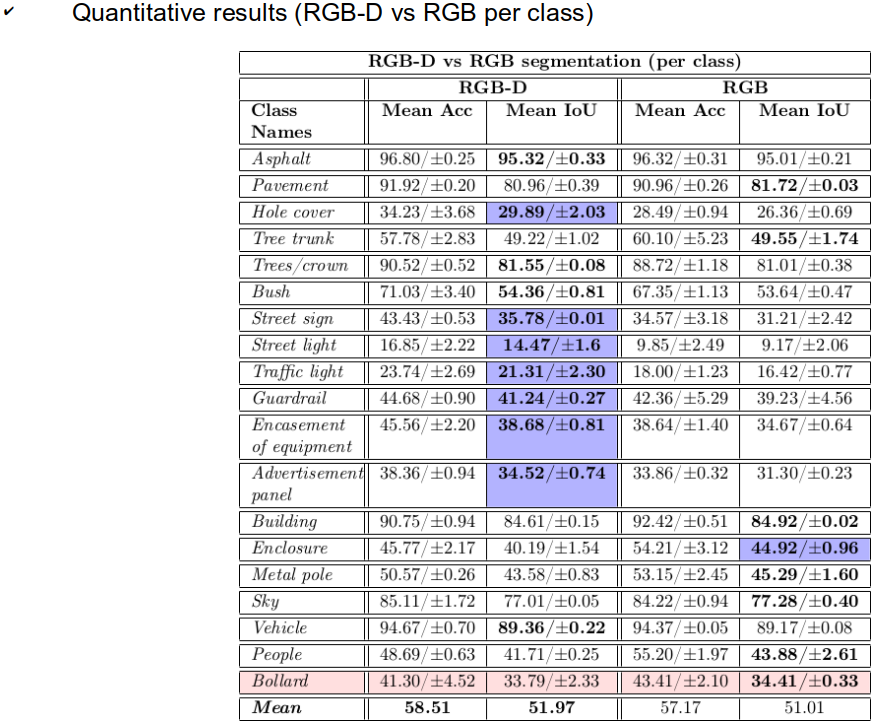 ✓ Quantitative results (RGB-D vs RGB per class)
RGB-D vs RGB segmentation (per class)
RGB-D RGB
Class Names Mean Acc Mean IoU Mean Acc Mean IoU
Asphalt 96.80/±0.25 95.32/±0.33 96.32/±0.31 95.01/±0.21
Pavement 91.92/±0.20 80.96/±0.39 90.96/±0.26 81.72/±0.03
Hole cover 34.23/±3.68 29.89/±2.03 28.49/±0.94 26.36/±0.69
Tree trunk 57.78/±2.83 49.22/±1.02 60.10/±5.23 49.55/±1.74
Trees/crown 90.52/±0.52 81.55/±0.08 88.72/±1.18 81.01/±0.38
Bush 71.03/±3.40 54.36/±0.81 67.35/±1.13 53.64/±0.47
Street sign 43.43/±0.53 35.78/±0.01 34.57/±3.18 31.21/±2.42
Street light 16.85/±2.22 14.47/±1.6 9.85/±2.49 9.17/±2.06
Traffic light 23.74/±2.69 21.31/±2.30 18.00/±1.23 16.42/±0.77
Guardrail 44.68/±0.90 41.24/±0.27 42.36/±5.29 39.23/±4.56
Encasement of equipment 45.56/±2.20 38.68/±0.81 38.64/±1.40 34.67/±0.64
Advertisement panel 38.36/±0.94 34.52/±0.74 33.86/±0.32 31.30/±0.23
Building 90.75/±0.94 84.61/±0.15 92.42/±0.51 84.92/±0.02
Enclosure 45.77/±2.17 40.19/±1.54 54.21/±3.12 44.92/±0.96
Metal pole 50.57/±0.26 43.58/±0.83 53.15/±2.45 45.29/±1.60
Sky 85.11/±1.72 77.01/±0.05 84.22/±0.94 77.28/±0.40
Vehicle 94.67/±0.70 89.36/±0.22 94.37/±0.05 89.17/±0.08
People 48.69/±0.63 41.71/±0.25 55.20/±1.97 43.88/±2.61
Bollard 41.30/±4.52 33.79/±2.33 43.41/±2.10 34.41/±0.33
Mean 58.51 51.97 57.17 51.01